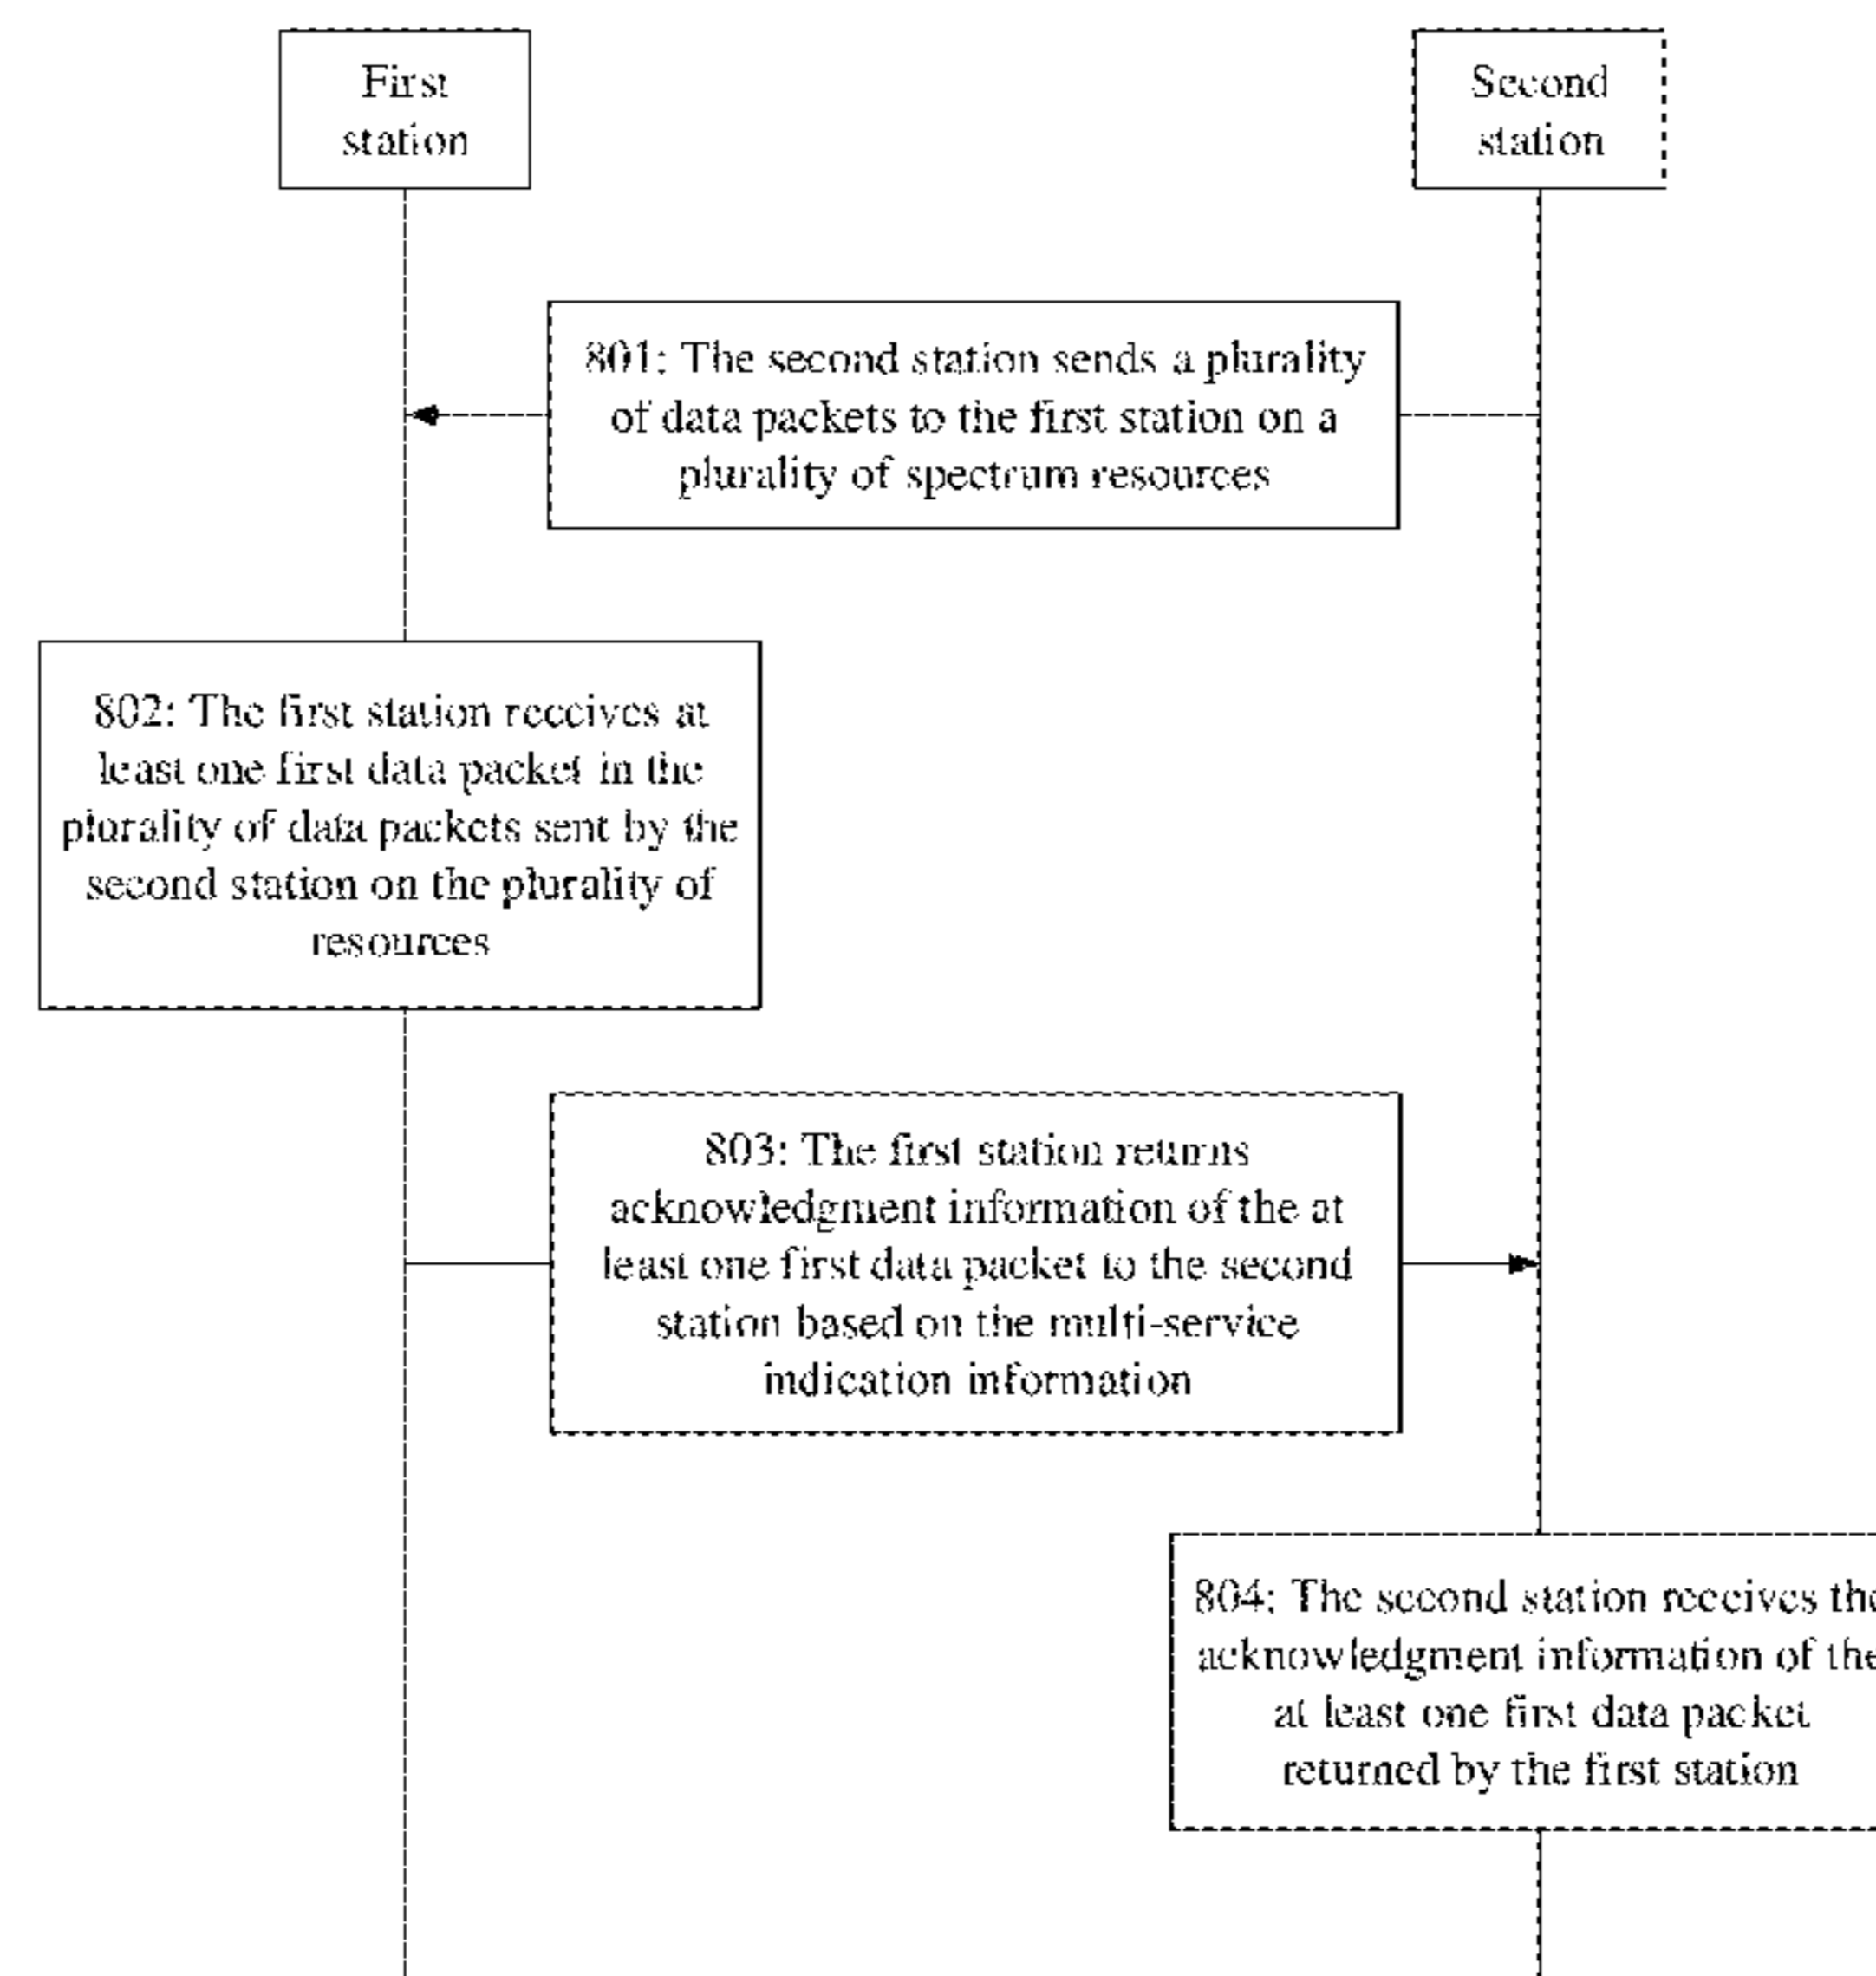 First
station
Second
station
801: The second station sends a plurality
of data packets to the first station on a
plurality of spectrum resources
802: The first station receives at
least one first data packet in the
plurality of data packets sent by the
second station on the plurality of
resources
803: The first station returns
acknowledgment information of the at
least one first data packet to the second
station based on the multi-service
indication information
804: The second station receives the
acknowledgment information of the
at least one first data packet
returned by the first station